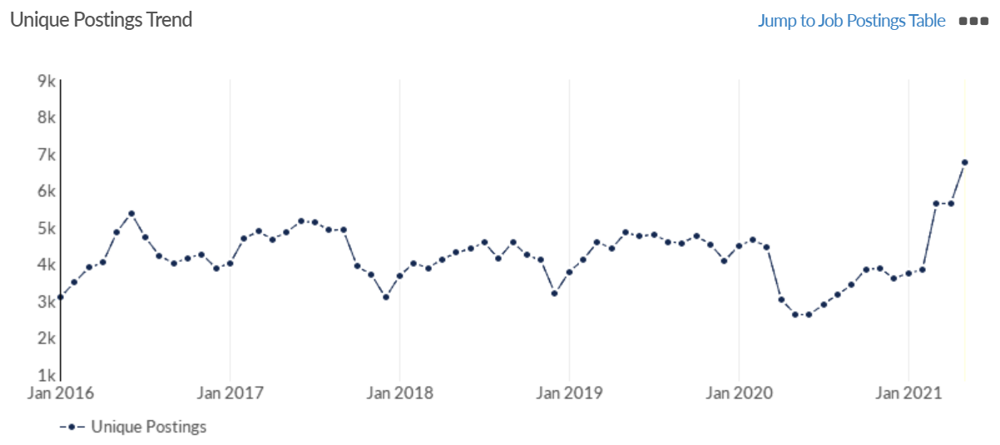 Unique Postings Trend
Jump to Job Postings Table
9k
8k
7k
6k
5k
4k
3k
2k
1k
Jan 2016 Jan 2017 Jan 2018 Jan 2019 Jan 2020 Jan 2021
Unique Postings